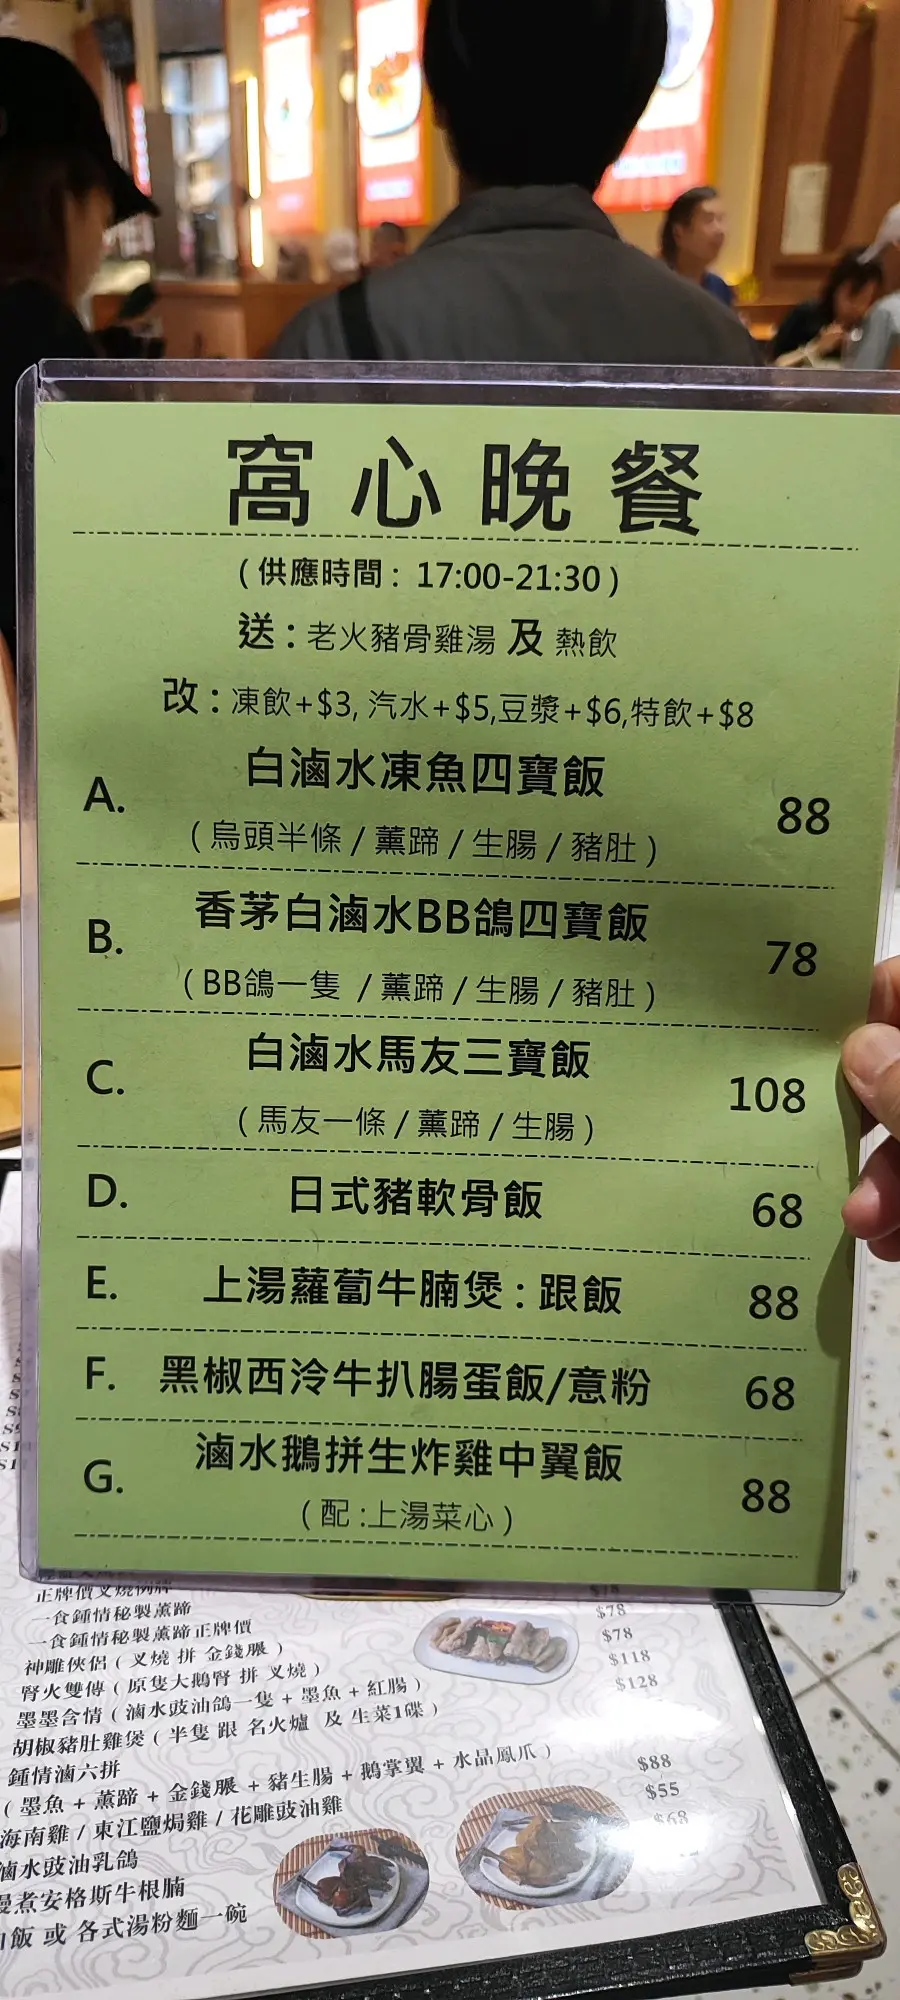 窩心晚餐
(供應時間: 17:00-21:30)
送:老火豬骨雞湯 及 熱飲
改:凍飲+$3, 汽水+$5,豆漿+$6,特飲+$8
A. 白滷水凍魚四寶飯 88
(烏頭半條/薰蹄/生腸/豬肚)
B. 香茅白滷水BB鴿四寶飯 78
(BB鴿一隻 /薰蹄/生腸/豬肚)
C. 白滷水馬友三寶飯 108
(馬友一條/薰蹄/生腸)
D. 日式豬軟骨飯 68
E. 上湯蘿蔔牛腩煲:跟飯 88
F. 黑椒西泠牛扒腸蛋飯/意粉 68
G. 滷水鵝拼生炸雞中翼飯 88
(配:上湯菜心)
正牌價叉燒
一食鍾情秘製薰蹄
一食鍾情秘製薰蹄正牌價 $78
神雕俠侶(叉燒 拼 金錢𦟌) $78
腎火雙傳(原隻大鵝腎 拼 叉燒) $118
墨墨含情(滷水豉油鴿一隻 + 墨魚 + 紅腸) $128
胡椒豬肚雞煲(半隻 跟 名火爐 及 生菜1碟)
鍾情滷六拼
(墨魚 + 薰蹄 + 金錢𦟌 + 豬生腸 + 鵝掌翼 + 水晶鳳爪) $88
海南雞/東江鹽焗雞/花雕豉油雞 $55
滷水豉油乳鴿 $68
慢煮安格斯牛根腩
飯 或 各式湯粉麵一碗